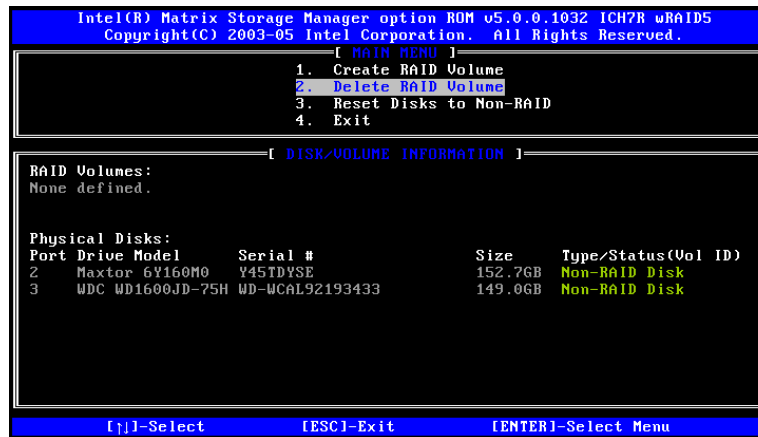 Intel(R) Matrix Storage Manager option ROM v5.0.0.1032 ICH7R wRAID5
Copyright(C) 2003-05 Intel Corporation. All Rights Reserved.
[ MAIN MENU ]
1. Create RAID Volume
2. Delete RAID Volume
3. Reset Disks to Non-RAID
4. Exit
[ DISK/VOLUME INFORMATION ]
RAID Volumes:
None defined.
Physical Disks:
Port Drive Model Serial # Size Type/Status(Vol ID)
2 Maxtor 6Y160M0 Y45TDYSE 152.7GB Non-RAID Disk
3 WDC WD1600JD-75H WD-WCAL92193433 149.0GB Non-RAID Disk
[↑↓]-Select [ESC]-Exit [ENTER]-Select Menu